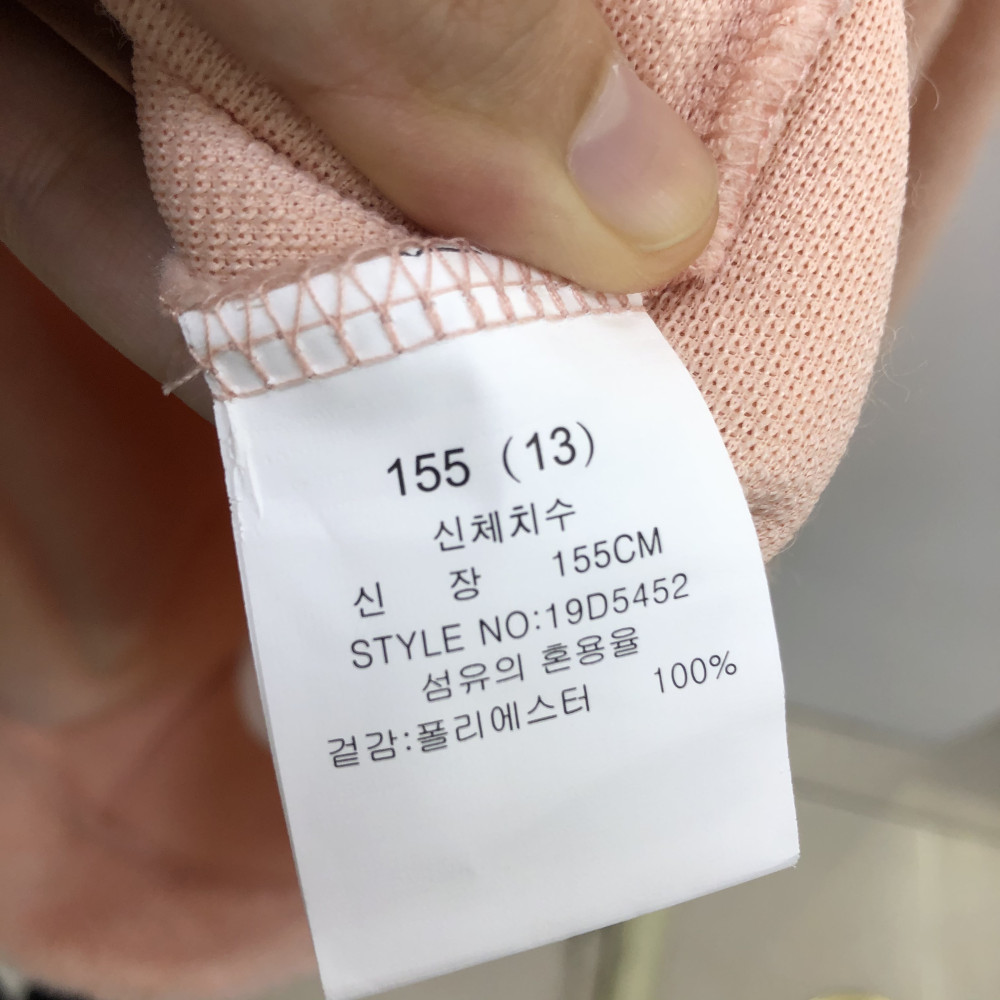 155 (13)
신체치수
신 장 155CM
STYLE NO:19D5452
섬유의 혼용율
겉감:폴리에스터 100%